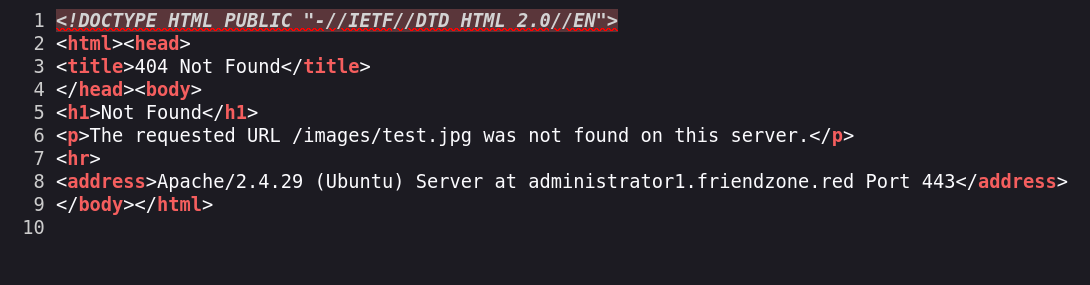 1 <!DOCTYPE HTML PUBLIC "-//IETF//DTD HTML 2.0//EN">
2 <html><head>
3 <title>404 Not Found</title>
4 </head><body>
5 <h1>Not Found</h1>
6 <p>The requested URL /images/test.jpg was not found on this server.</p>
7 <hr>
8 <address>Apache/2.4.29 (Ubuntu) Server at administrator1.friendzone.red Port 443</address>
9 </body></html>
10